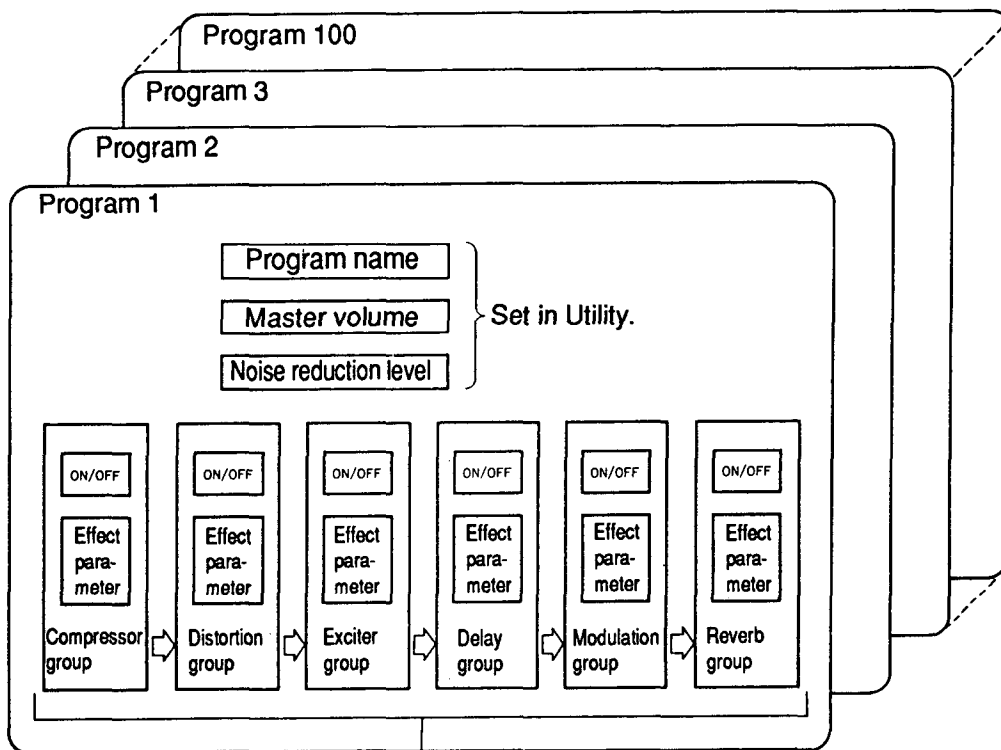 Program 100
Program 3
Program 2
Program 1
Program name
Master volume
Noise reduction level
Set in Utility.
ON/OFF
Effect
para-
meter
Compressor
group
ON/OFF
Effect
para-
meter
Distortion
group
ON/OFF
Effect
para-
meter
Exciter
group
ON/OFF
Effect
para-
meter
Delay
group
ON/OFF
Effect
para-
meter
Modulation
group
ON/OFF
Effect
para-
meter
Reverb
group